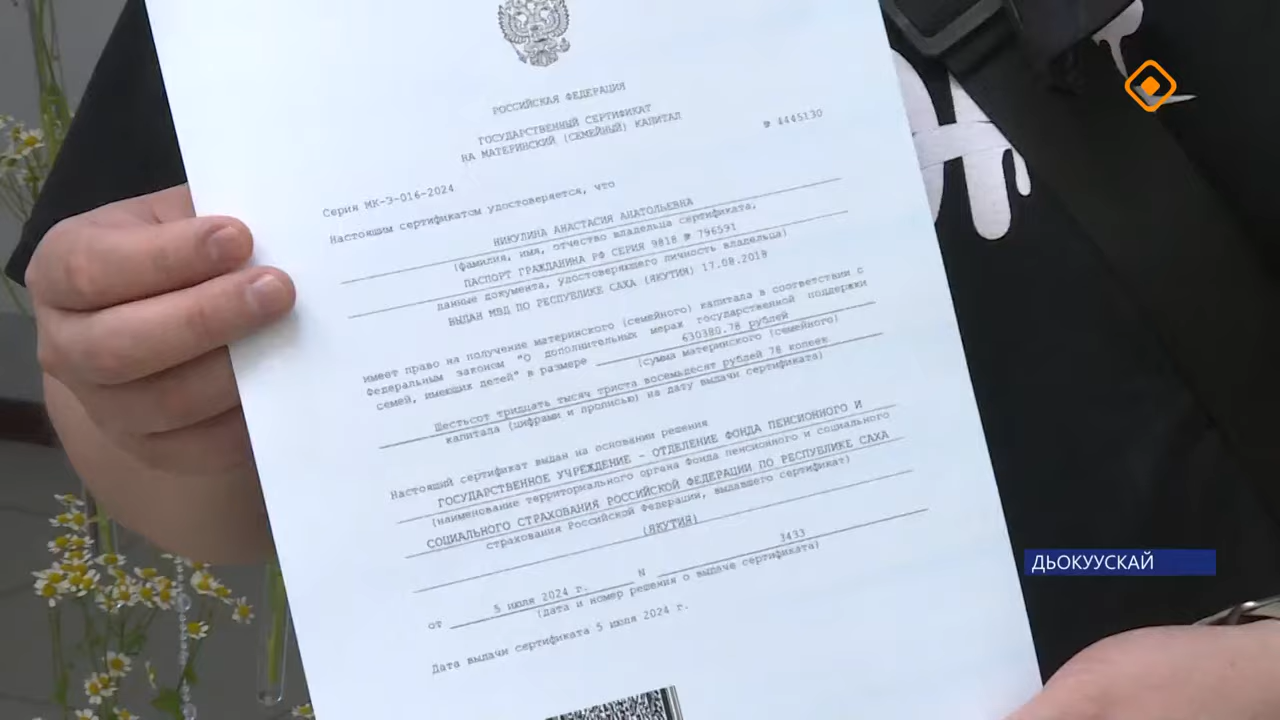 РОССИЙСКАЯ ФЕДЕРАЦИЯ
ГОСУДАРСТВЕННЫЙ СЕРТИФИКАТ
НА МАТЕРИНСКИЙ (СЕМЕЙНЫЙ) КАПИТАЛ
Серия МК-Э-016-2024 № 4445130
Настоящим сертификатом удостоверяется, что
НИКУЛИНА АНАСТАСИЯ АНАТОЛЬЕВНА
(фамилия, имя, отчество владельца сертификата,
ПАСПОРТ ГРАЖДАНИНА РФ СЕРИЯ 9818 № 796591
данные документа, удостоверяющего личность владельца)
ВЫДАН МВД ПО РЕСПУБЛИКЕ САХА (ЯКУТИЯ) 17.08.2019
имеет право на получение материнского (семейного) капитала в соответствии с
Федеральным законом "О дополнительных мерах государственной поддержки
семей, имеющих детей" в размере 630380.78 рублей
(сумма материнского (семейного)
Шестьсот тридцать тысяч триста восемьдесят рублей 78 копеек
капитала (цифрами и прописью) на дату выдачи сертификата)
Настоящий сертификат выдан на основании решения
ГОСУДАРСТВЕННОЕ УЧРЕЖДЕНИЕ - ОТДЕЛЕНИЕ ФОНДА ПЕНСИОННОГО И
(наименование территориального органа Фонда пенсионного и социального
СОЦИАЛЬНОГО СТРАХОВАНИЯ РОССИЙСКОЙ ФЕДЕРАЦИИ ПО РЕСПУБЛИКЕ САХА
страхования Российской Федерации, выдавшего сертификат)
(ЯКУТИЯ)
от 5 июля 2024 г. N 3433
(дата и номер решения о выдаче сертификата)
Дата выдачи сертификата 5 июля 2024 г.
ДЬОКУУСКАЙ